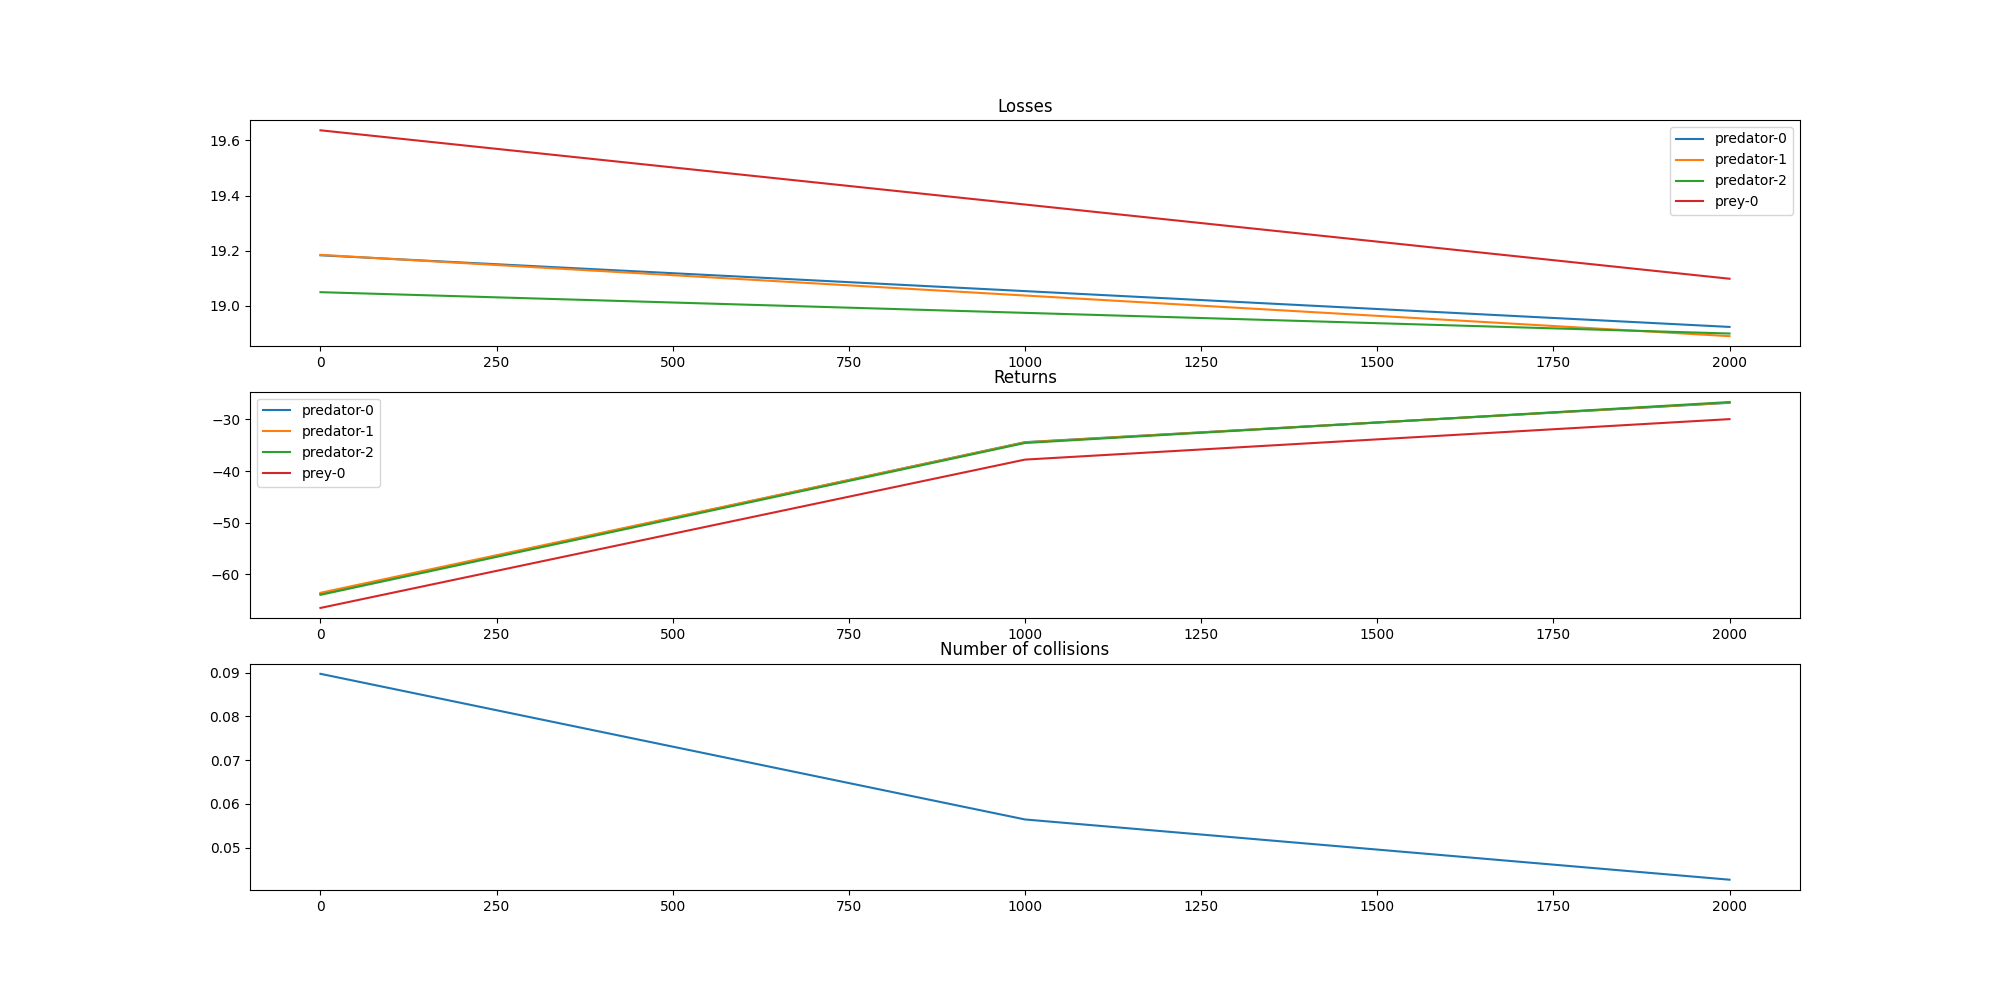 Losses
19.6
19.4
19.2
19.0
predator-0
predator-1
predator-2
prey-0
0 250 500 750 1000 1250 1500 1750 2000
Returns
−30
−40
−50
−60
predator-0
predator-1
predator-2
prey-0
0 250 500 750 1000 1250 1500 1750 2000
Number of collisions
0.09
0.08
0.07
0.06
0.05
0 250 500 750 1000 1250 1500 1750 2000